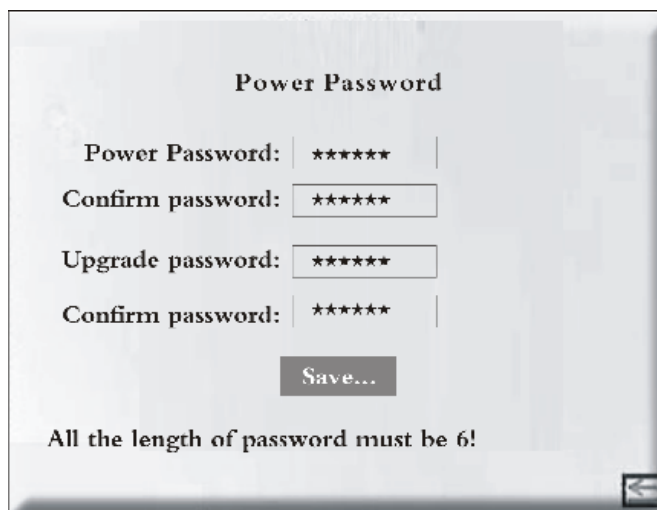 Power Password
Power Password: ******
Confirm password: ******
Upgrade password: ******
Confirm password: ******
Save...
All the length of password must be 6!